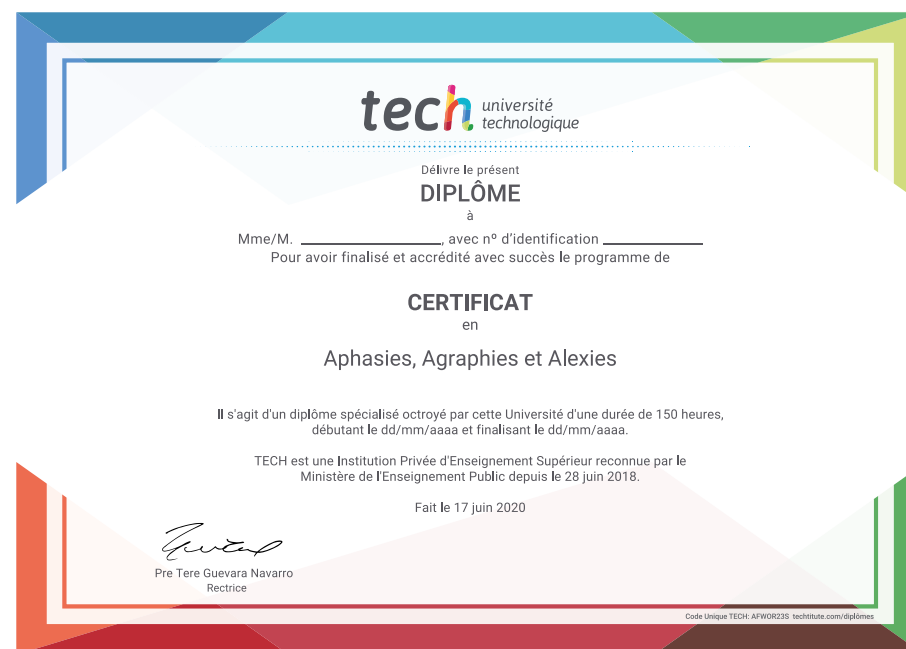 tech université
technologique
Délivre le présent
DIPLÔME
à
Mme/M. ____________________, avec nº d'identification __________________
Pour avoir finalisé et accrédité avec succès le programme de
CERTIFICAT
en
Aphasies, Agraphies et Alexies
Il s'agit d'un diplôme spécialisé octroyé par cette Université d'une durée de 150 heures,
débutant le dd/mm/aaaa et finalisant le dd/mm/aaaa.
TECH est une Institution Privée d'Enseignement Supérieur reconnue par le
Ministère de l'Enseignement Public depuis le 28 juin 2018.
Fait le 17 juin 2020
Pre Tere Guevara Navarro
Rectrice
Code Unique TECH: AFWOR23S techtitute.com/diplômes